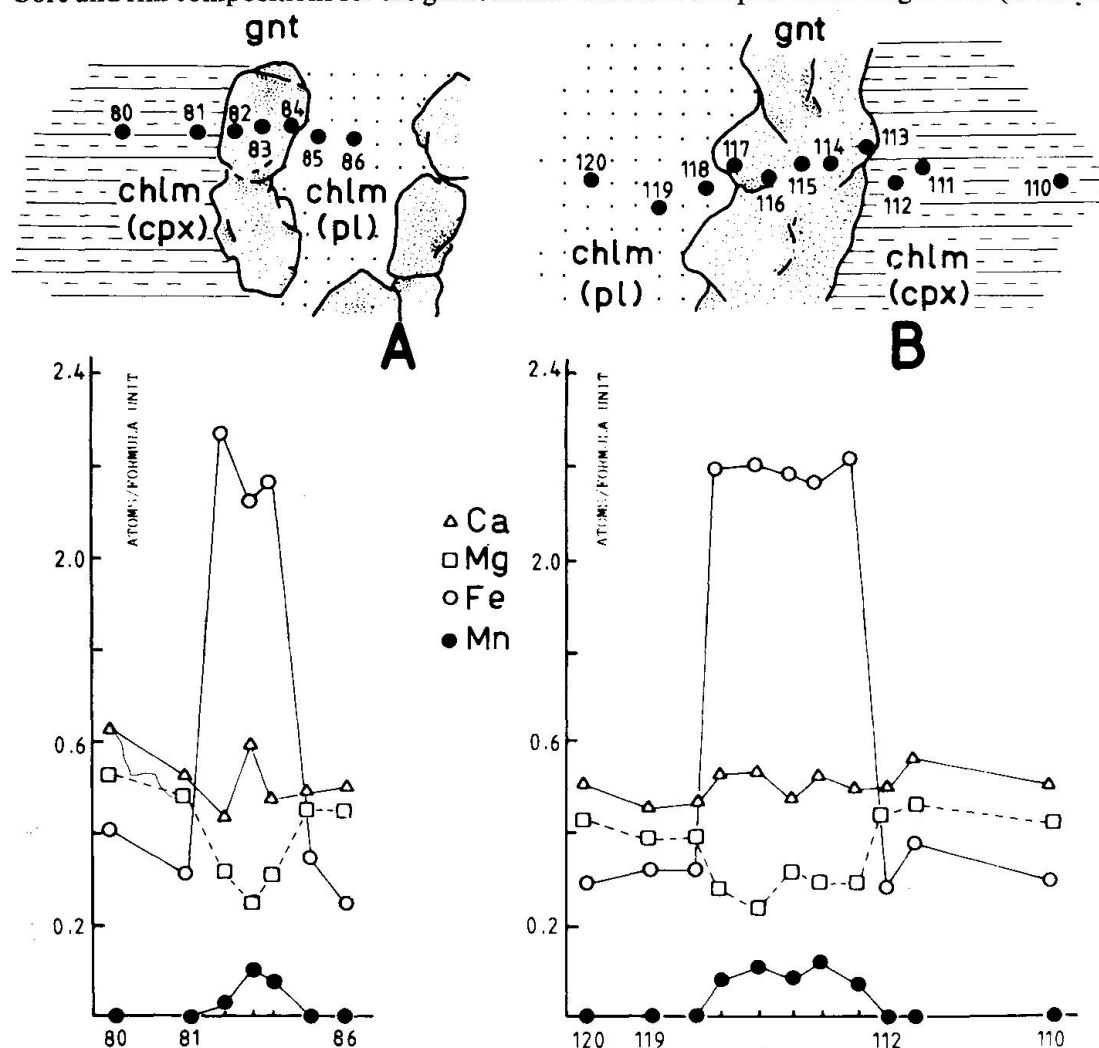 gnt
80 81 82 84
83
85 86
chlm
(cpx)
chlm
(pl)
A
gnt
120 119 118 117 116 115 114 113
112 111 110
chlm
(pl)
chlm
(cpx)
B
2.4
2.0
0.6
0.2
ATOMS/FORMULA UNIT
80 81 86
Ca
Mg
Fe
Mn
2.4
2.0
0.6
0.2
ATOMS/FORMULA UNIT
120 119 112 110